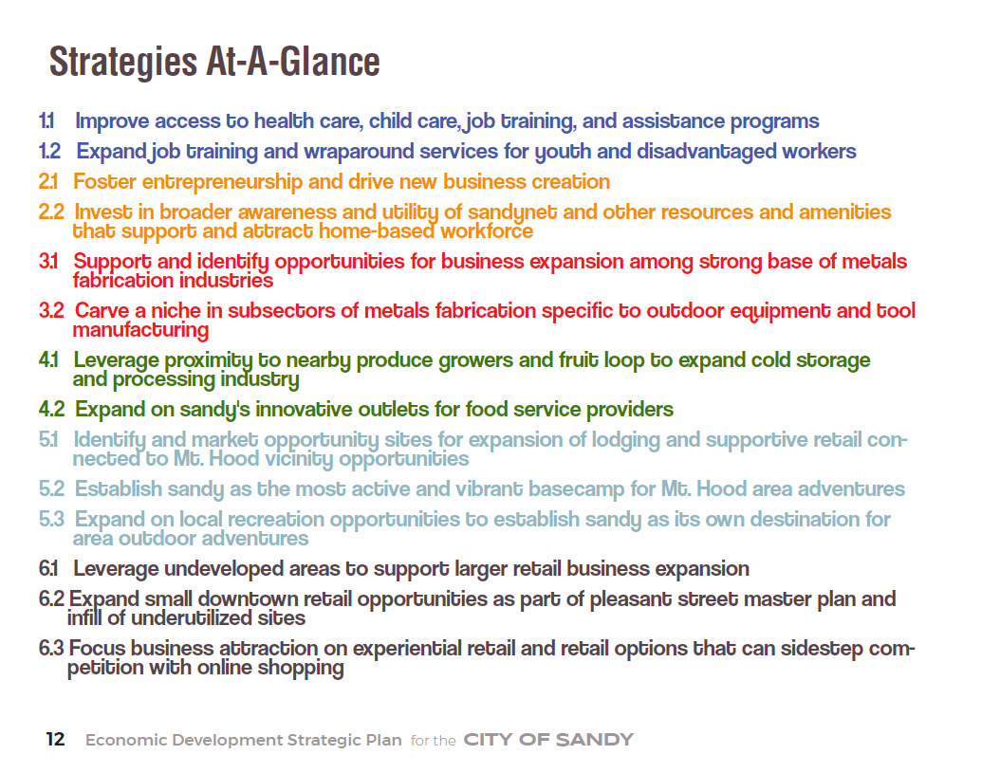 Strategies At-A-Glance
1.1 Improve access to health care, child care, job training, and assistance programs
1.2 Expand job training and wraparound services for youth and disadvantaged workers
2.1 Foster entrepreneurship and drive new business creation
2.2 Invest in broader awareness and utility of sandynet and other resources and amenities
that support and attract home-based workforce
3.1 Support and identify opportunities for business expansion among strong base of metals
fabrication industries
3.2 Carve a niche in subsectors of metals fabrication specific to outdoor equipment and tool
manufacturing
4.1 Leverage proximity to nearby produce growers and fruit loop to expand cold storage
and processing industry
4.2 Expand on sandy's innovative outlets for food service providers
5.1 Identify and market opportunity sites for expansion of lodging and supportive retail con-
nected to Mt. Hood vicinity opportunities
5.2 Establish sandy as the most active and vibrant basecamp for Mt. Hood area adventures
5.3 Expand on local recreation opportunities to establish sandy as its own destination for
area outdoor adventures
6.1 Leverage undeveloped areas to support larger retail business expansion
6.2 Expand small downtown retail opportunities as part of pleasant street master plan and
infill of underutilized sites
6.3 Focus business attraction on experiential retail and retail options that can sidestep com-
petition with online shopping
12 Economic Development Strategic Plan for the CITY OF SANDY